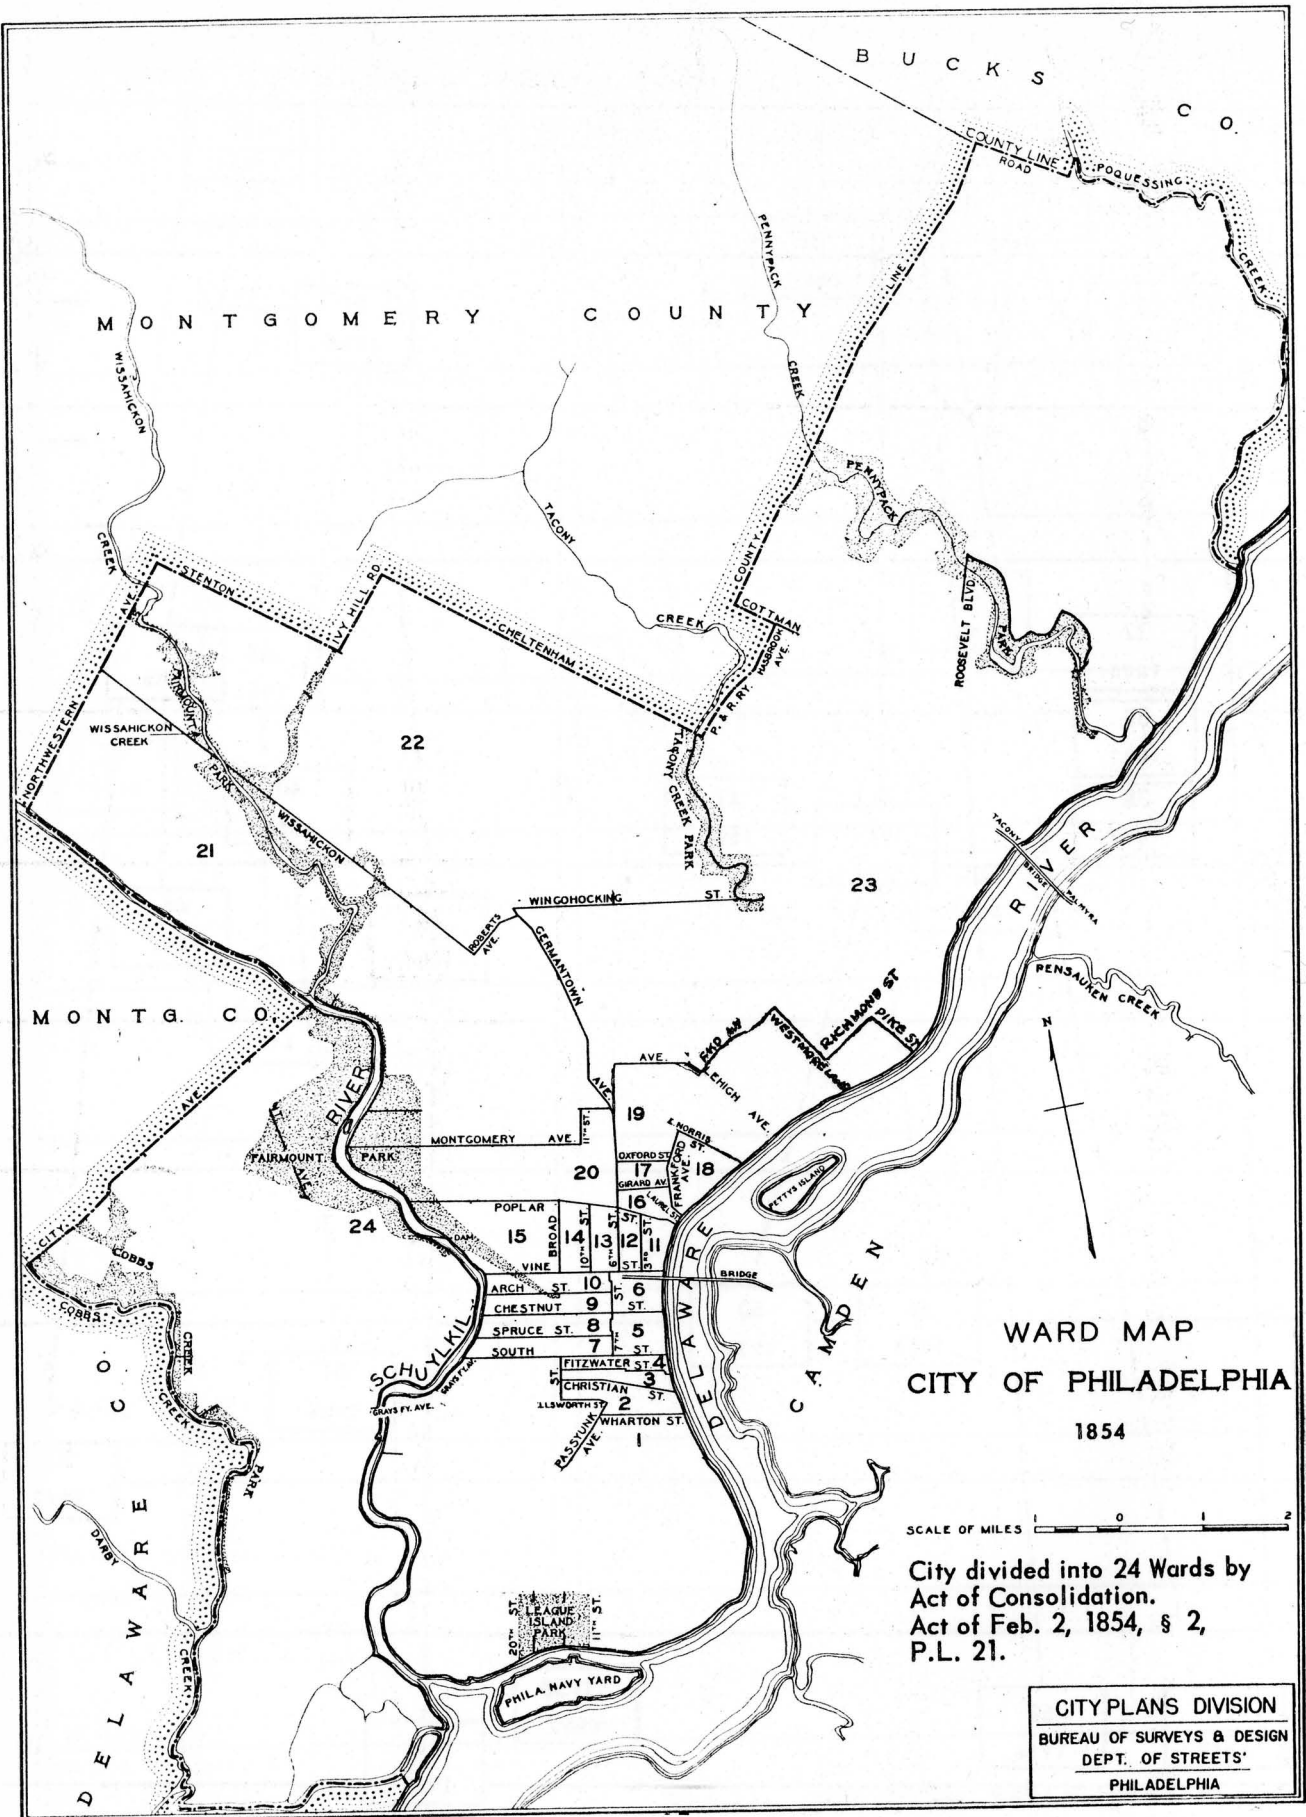 BUCKS CO.
COUNTY LINE
ROAD
POQUESSING
CREEK
PENNYPACK
CREEK
COUNTY LINE
MONTGOMERY COUNTY
WISSAHICKON
CREEK
TACONY
CREEK
PENNYPACK
PARK
ROOSEVELT BLVD.
STENTON
AVE.
IVY HILL RD
CHELTENHAM
COTTMAN
HASBROOK
AVE.
P. & R. RY.
TACONY CREEK PARK
NORTHWESTERN
FAIRMOUNT
PARK
WISSAHICKON
CREEK
WISSAHICKON
22
21
23
WINGOHOCKING ST.
ROBERTS
AVE.
GERMANTOWN
AVE.
TACONY
BRIDGE
PALMYRA
RIVER
PENSAUKEN CREEK
MONTG. CO.
CITY AVE.
RIVER
FKD AV
WESTMORELAND
RICHMOND ST
PIKE ST
AVE.
LEHIGH AVE.
N
19
E. NORRIS
ST.
MONTGOMERY AVE.
11TH ST.
FAIRMOUNT PARK
AVE.
OXFORD ST
17
GIRARD AV.
FRANKFORD
AVE.
18
20
16
LAUREL ST.
PETTYS ISLAND
24
POPLAR ST.
DAM
15
BROAD
14
10TH ST.
13
6TH ST.
12
3RD ST.
11
VINE ST.
ARCH ST. 10
6
BRIDGE
CHESTNUT 9 ST.
SPRUCE ST. 8
5
7TH ST.
SOUTH 7 ST.
FITZWATER ST. 4
3
CHRISTIAN ST.
ST.
ELLSWORTH ST
2
WHARTON ST.
PASSYUNK
AVE.
1
SCHUYLKILL
GRAYS FY. AV.
GRAYS FY. AVE.
DELAWARE
CAMDEN
COBBS
COBBS
CREEK
CREEK
PARK
DELAWARE CO.
DARBY
CREEK
20TH ST.
LEAGUE
ISLAND
PARK
11TH ST.
PHILA. NAVY YARD
WARD MAP
CITY OF PHILADELPHIA
1854
SCALE OF MILES 1 0 1 2
City divided into 24 Wards by
Act of Consolidation.
Act of Feb. 2, 1854, § 2,
P.L. 21.
CITY PLANS DIVISION
BUREAU OF SURVEYS & DESIGN
DEPT. OF STREETS'
PHILADELPHIA